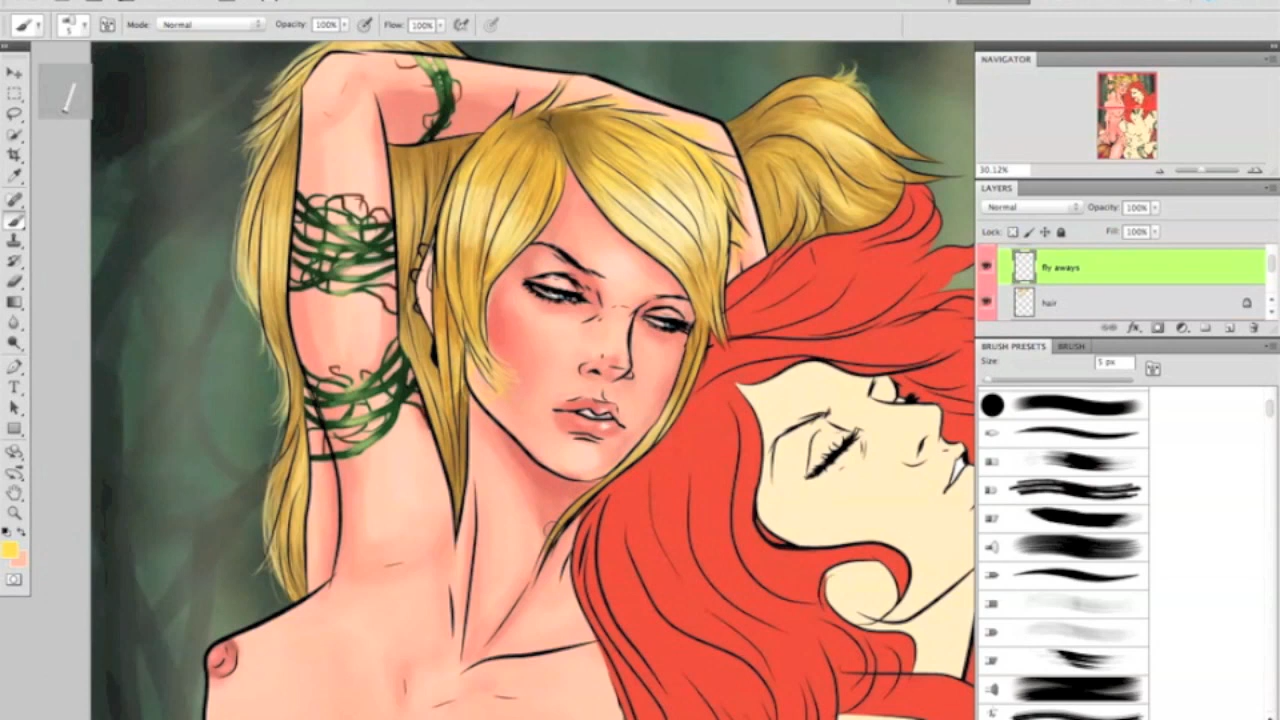 Mode: Normal Opacity: 100% Flow: 100%
NAVIGATOR
30.12%
LAYERS
Normal Opacity: 100%
Lock: Fill: 100%
fly aways
hair
BRUSH PRESETS BRUSH
Size: 5 px
5